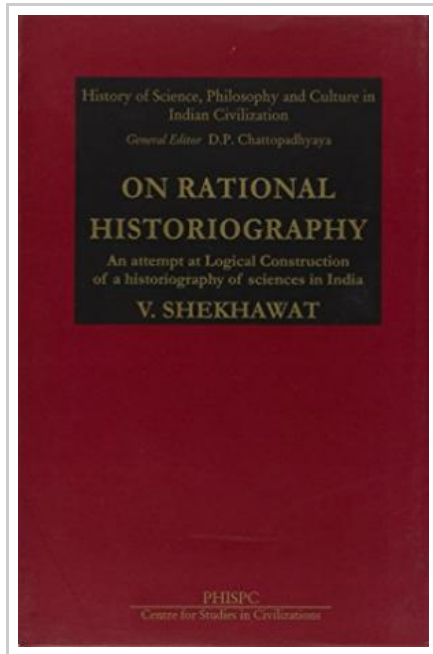 History of Science, Philosophy and Culture in
Indian Civilization
General Editor D.P. Chattopadhyaya
ON RATIONAL
HISTORIOGRAPHY
An attempt at Logical Construction
of a historiography of sciences in India
V. SHEKHAWAT
PHISPC
Centre for Studies in Civilizations